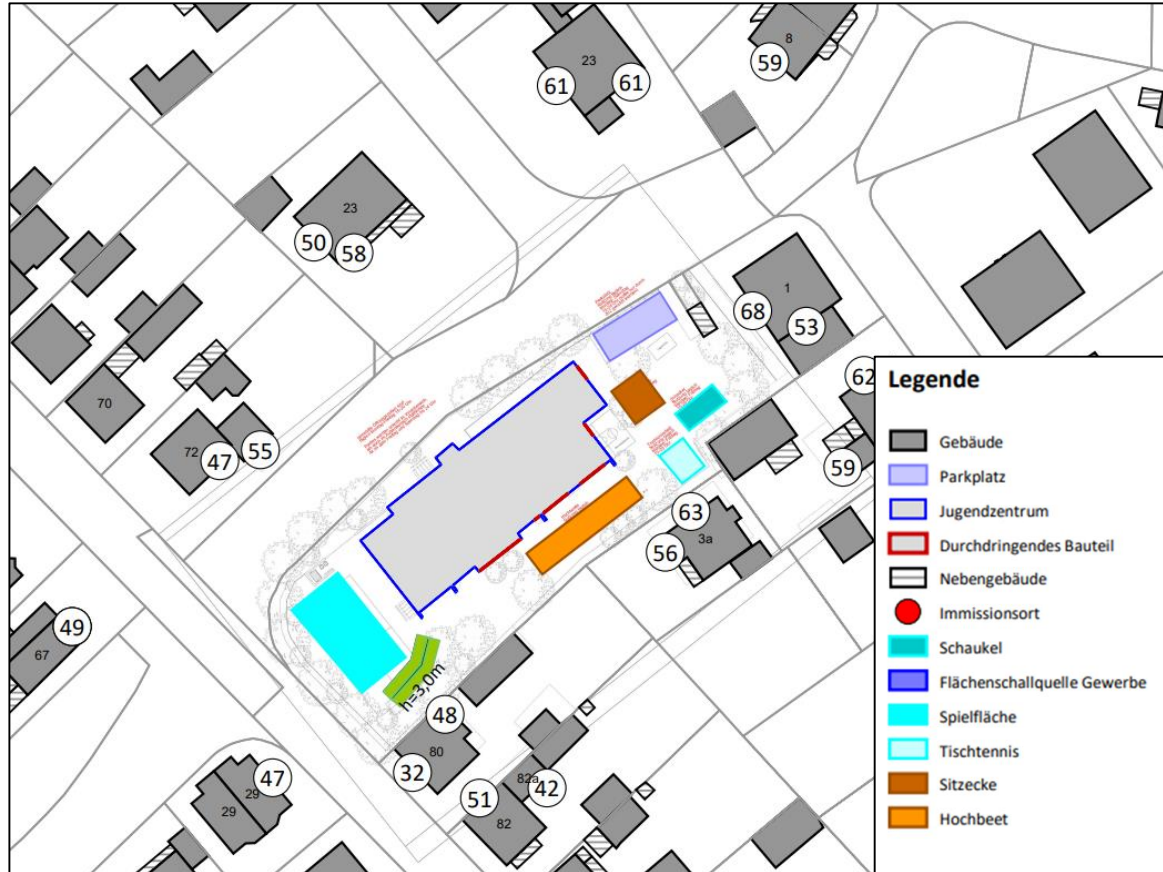 8
59
23
61
61
23
50
58
1
68
53
62
59
70
72
47
55
63
3a
56
49
67
h=3,0m
48
80
32
47
29
29
51
82a
42
82
Legende
Gebäude
Parkplatz
Jugendzentrum
Durchdringendes Bauteil
Nebengebäude
Immissionsort
Schaukel
Flächenschallquelle Gewerbe
Spielfläche
Tischtennis
Sitzecke
Hochbeet